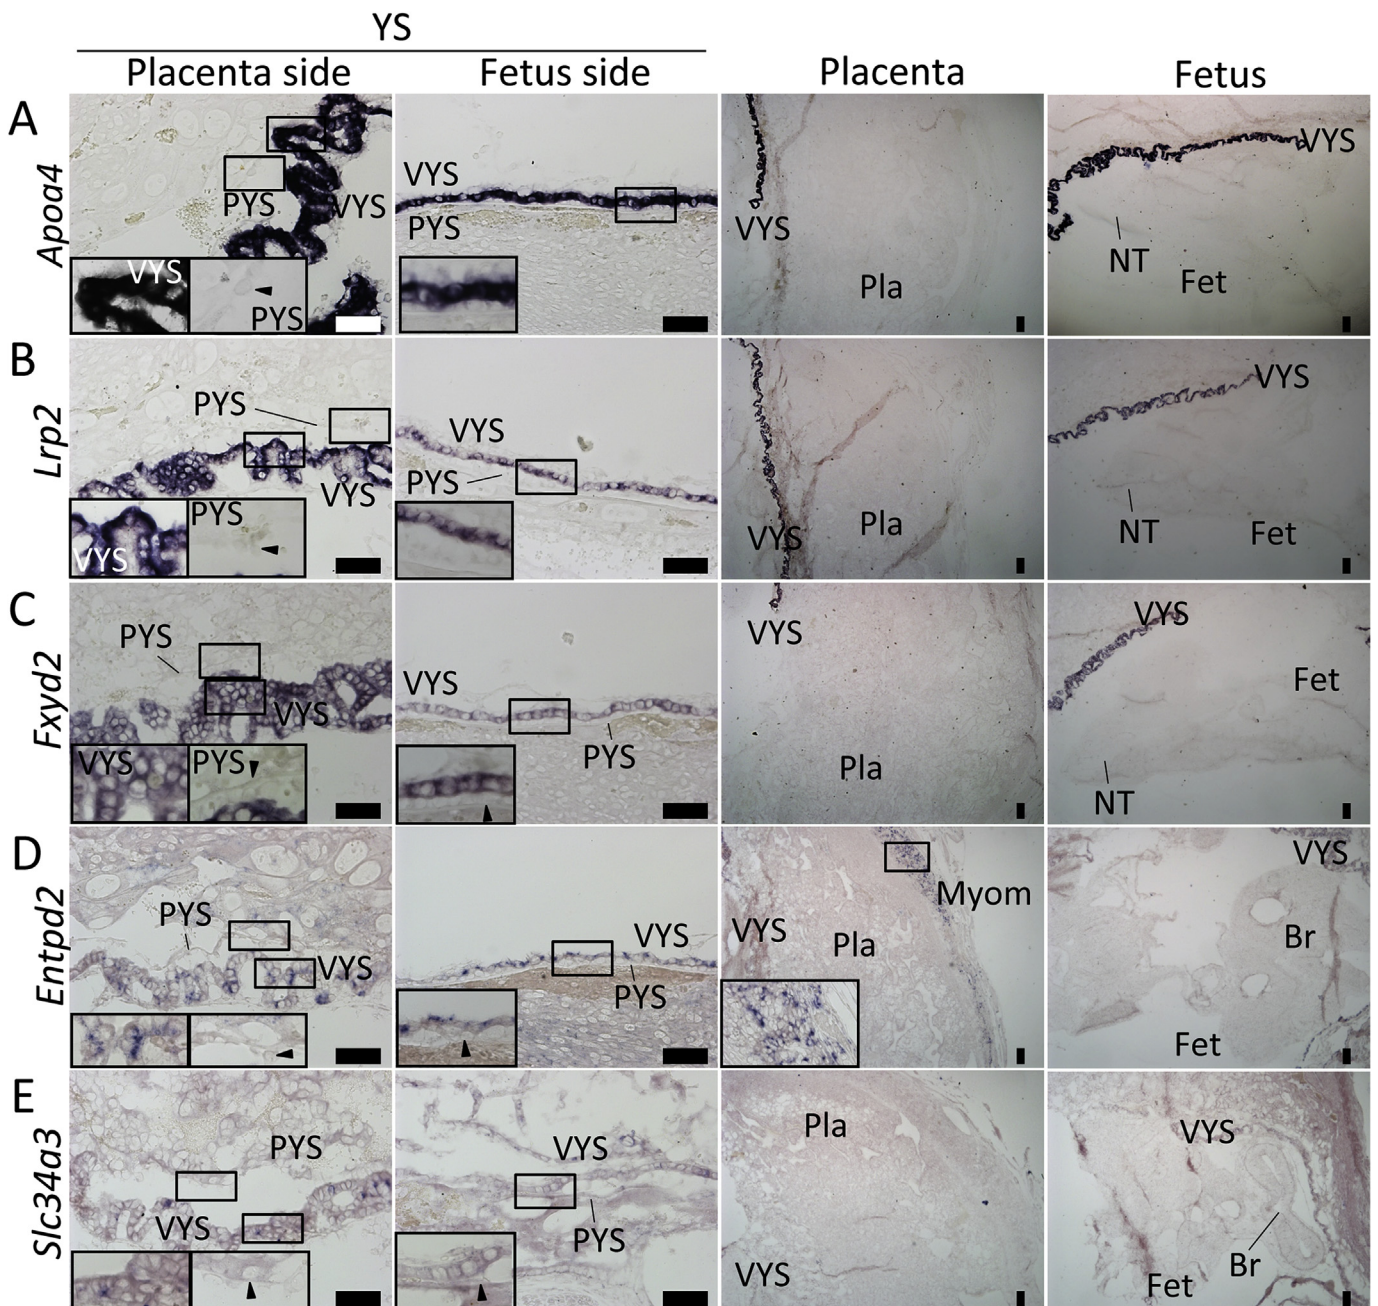 YS
Placenta side Fetus side Placenta Fetus
A
Apoa4
PYS VYS
VYS
PYS
VYS
PYS
VYS
Pla
VYS
NT
Fet
B
Lrp2
PYS
VYS
VYS
PYS
VYS
PYS
VYS
Pla
VYS
NT
Fet
C
Fxyd2
PYS
VYS
VYS
PYS
VYS
PYS
VYS
Pla
VYS
Fet
NT
D
Entpd2
PYS
VYS
VYS
PYS
Myom
VYS
Pla
VYS
Br
Fet
E
Slc34a3
PYS
VYS
VYS
PYS
Pla
VYS
VYS
Br
Fet